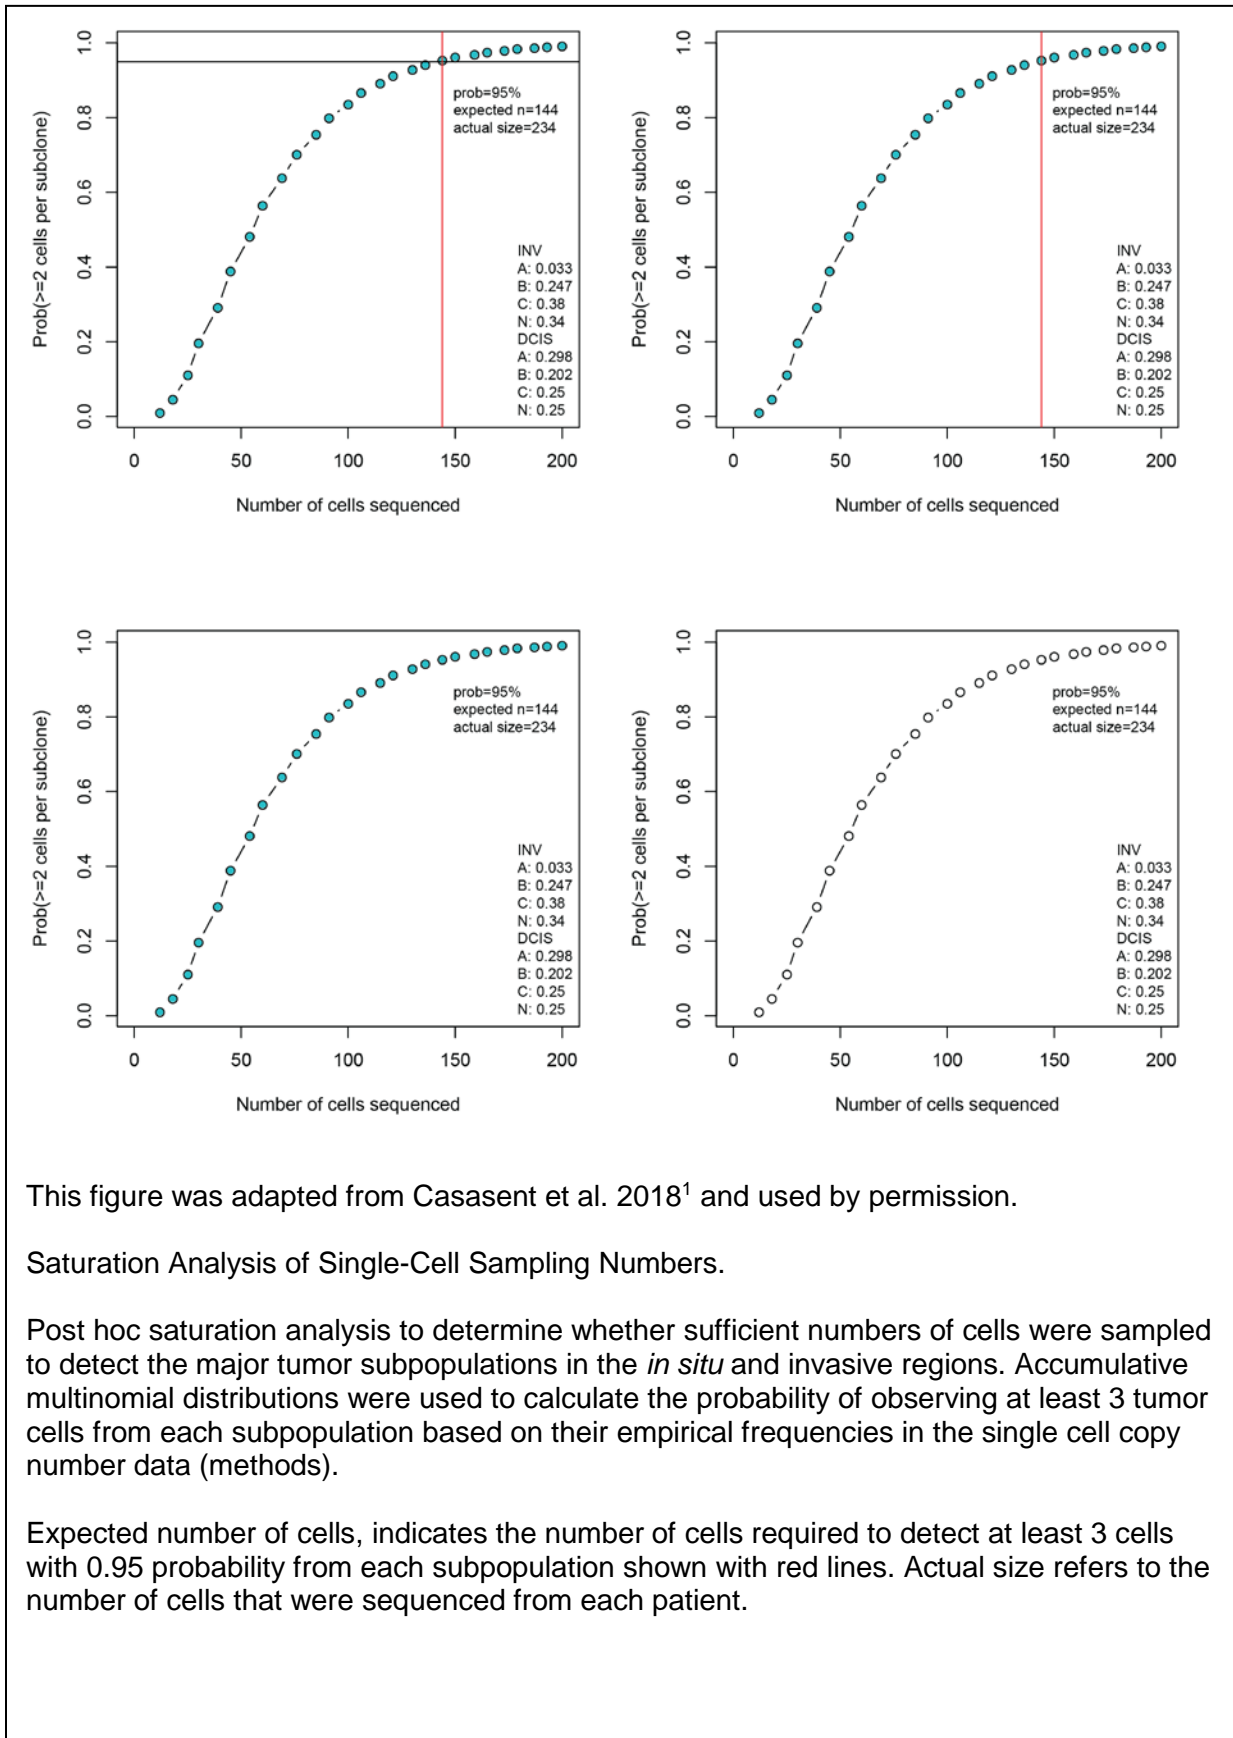 1.0
0.8
0.6
0.4
0.2
0.0
Prob(>=2 cells per subclone)
prob=95%
expected n=144
actual size=234
INV
A: 0.033
B: 0.247
C: 0.38
N: 0.34
DCIS
A: 0.298
B: 0.202
C: 0.25
N: 0.25
0 50 100 150 200
Number of cells sequenced
1.0
0.8
0.6
0.4
0.2
0.0
Prob(>=2 cells per subclone)
prob=95%
expected n=144
actual size=234
INV
A: 0.033
B: 0.247
C: 0.38
N: 0.34
DCIS
A: 0.298
B: 0.202
C: 0.25
N: 0.25
0 50 100 150 200
Number of cells sequenced
1.0
0.8
0.6
0.4
0.2
0.0
Prob(>=2 cells per subclone)
prob=95%
expected n=144
actual size=234
INV
A: 0.033
B: 0.247
C: 0.38
N: 0.34
DCIS
A: 0.298
B: 0.202
C: 0.25
N: 0.25
0 50 100 150 200
Number of cells sequenced
1.0
0.8
0.6
0.4
0.2
0.0
Prob(>=2 cells per subclone)
prob=95%
expected n=144
actual size=234
INV
A: 0.033
B: 0.247
C: 0.38
N: 0.34
DCIS
A: 0.298
B: 0.202
C: 0.25
N: 0.25
0 50 100 150 200
Number of cells sequenced
This figure was adapted from Casasent et al. 2018¹ and used by permission.
Saturation Analysis of Single-Cell Sampling Numbers.
Post hoc saturation analysis to determine whether sufficient numbers of cells were sampled
to detect the major tumor subpopulations in the in situ and invasive regions. Accumulative
multinomial distributions were used to calculate the probability of observing at least 3 tumor
cells from each subpopulation based on their empirical frequencies in the single cell copy
number data (methods).
Expected number of cells, indicates the number of cells required to detect at least 3 cells
with 0.95 probability from each subpopulation shown with red lines. Actual size refers to the
number of cells that were sequenced from each patient.